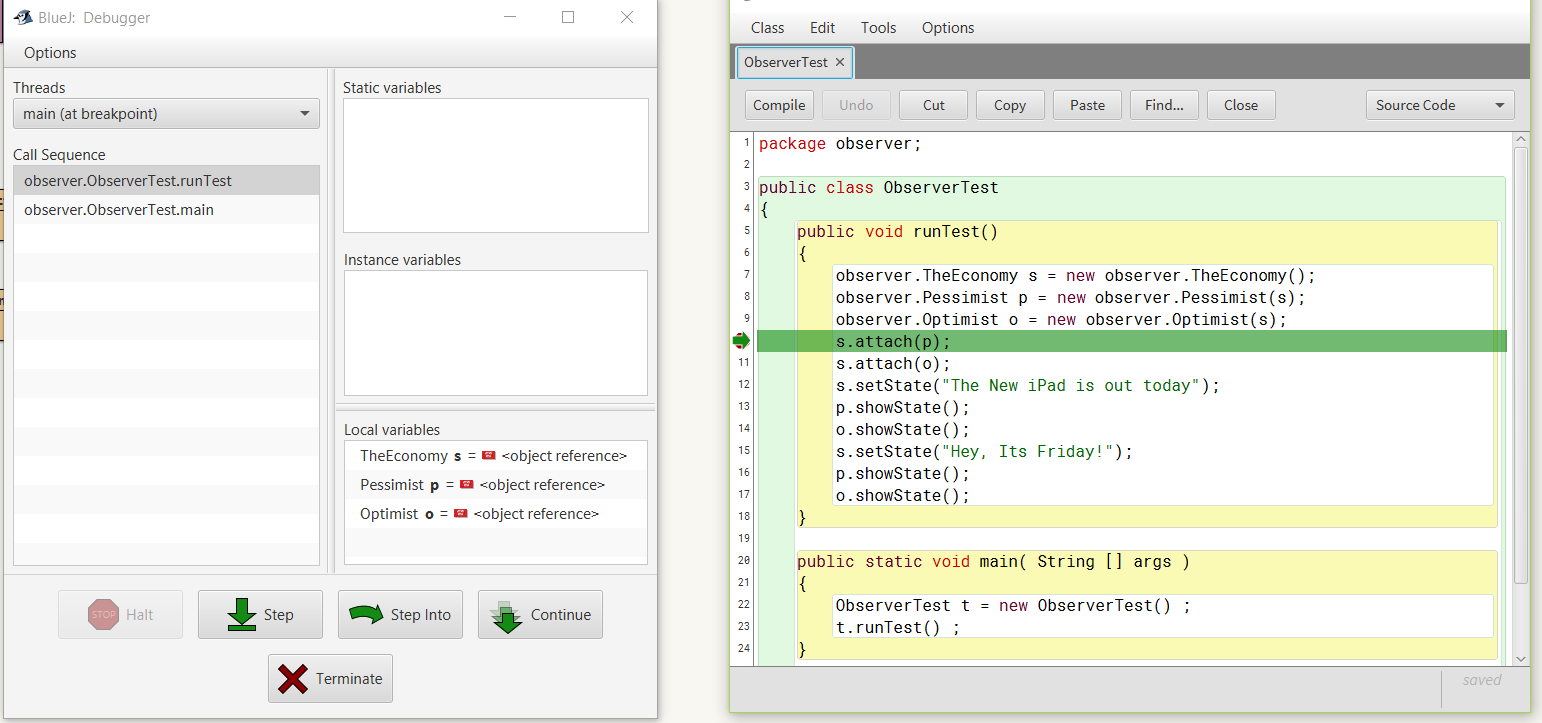 BlueJ: Debugger
Options
Threads
main (at breakpoint)
Call Sequence
observer.ObserverTest.runTest
observer.ObserverTest.main
Static variables
Instance variables
Local variables
TheEconomy s = <object reference>
Pessimist p = <object reference>
Optimist o = <object reference>
STOP Halt
Step
Step Into
Continue
Terminate
Class Edit Tools Options
ObserverTest ✕
Compile Undo Cut Copy Paste Find... Close Source Code
1 package observer;
2
3 public class ObserverTest
4 {
5 public void runTest()
6 {
7 observer.TheEconomy s = new observer.TheEconomy();
8 observer.Pessimist p = new observer.Pessimist(s);
9 observer.Optimist o = new observer.Optimist(s);
s.attach(p);
11 s.attach(o);
12 s.setState("The New iPad is out today");
13 p.showState();
14 o.showState();
15 s.setState("Hey, Its Friday!");
16 p.showState();
17 o.showState();
18 }
19
20 public static void main( String [] args )
21 {
22 ObserverTest t = new ObserverTest() ;
23 t.runTest() ;
24 }
saved